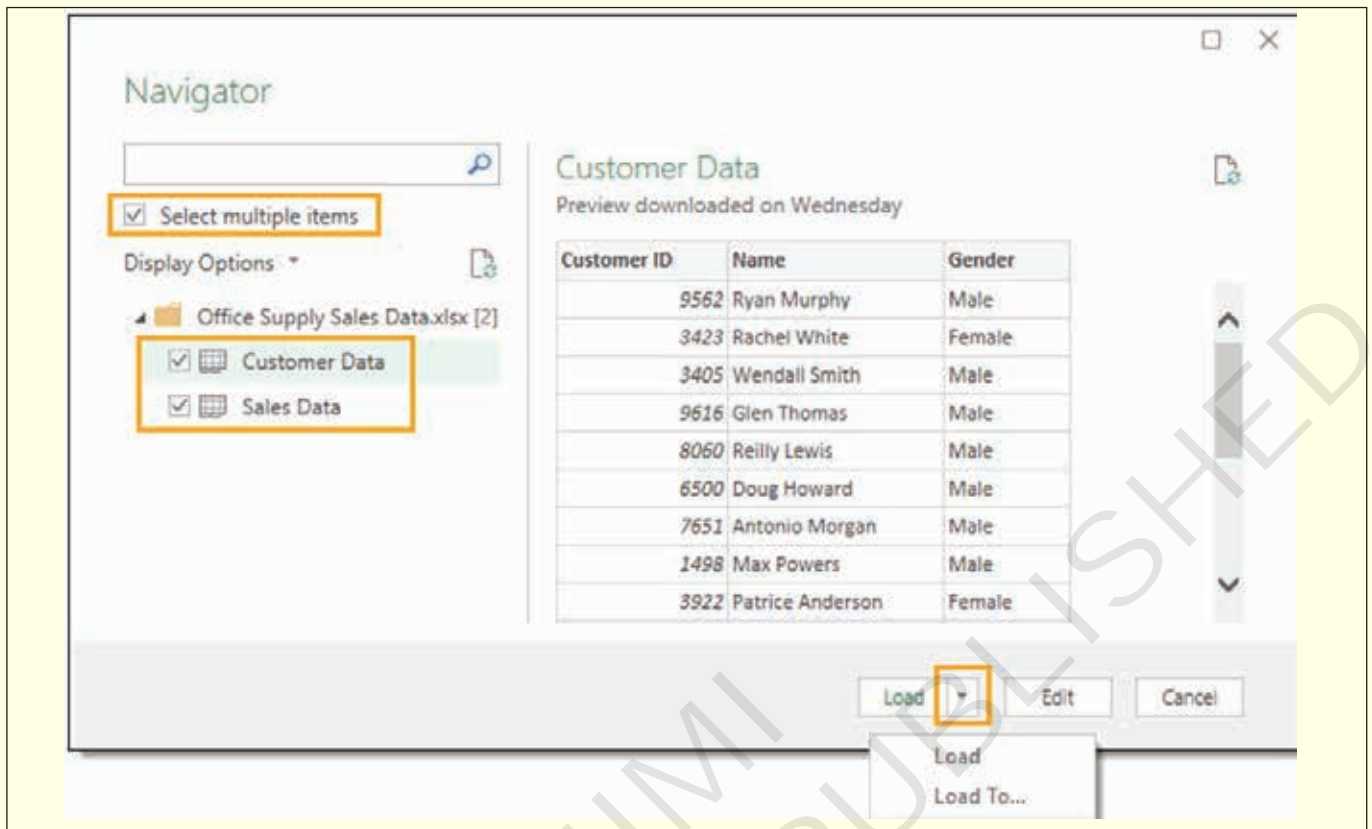 Navigator
Select multiple items
Display Options
Office Supply Sales Data.xlsx [2]
Customer Data
Sales Data
Customer Data
Preview downloaded on Wednesday
Customer ID Name Gender
9562 Ryan Murphy Male
3423 Rachel White Female
3405 Wendall Smith Male
9616 Glen Thomas Male
8060 Reilly Lewis Male
6500 Doug Howard Male
7651 Antonio Morgan Male
1498 Max Powers Male
3922 Patrice Anderson Female
Load Edit Cancel
Load
Load To...
PUBLISHED